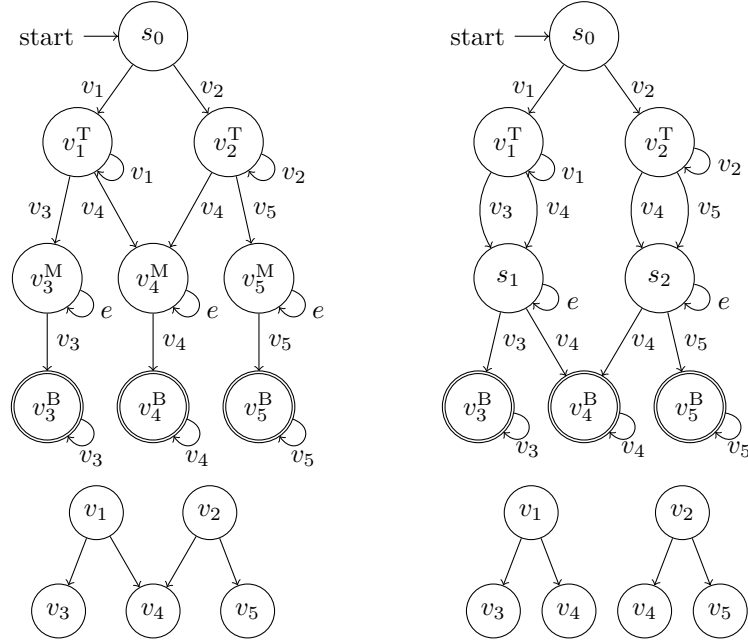 start s₀ start s₀
v₁ v₂ v₁ v₂
v₁ᵀ v₂ᵀ v₁ᵀ v₂ᵀ
v₁ v₂ v₁ v₂
v₃ v₄ v₄ v₅ v₃ v₄ v₄ v₅
v₃ᴹ v₄ᴹ v₅ᴹ s₁ s₂
e e e e e
v₃ v₄ v₅ v₃ v₄ v₄ v₅
v₃ᴮ v₄ᴮ v₅ᴮ v₃ᴮ v₄ᴮ v₅ᴮ
v₃ v₄ v₅ v₃ v₄ v₅
v₁ v₂ v₁ v₂
v₃ v₄ v₅ v₃ v₄ v₄ v₅